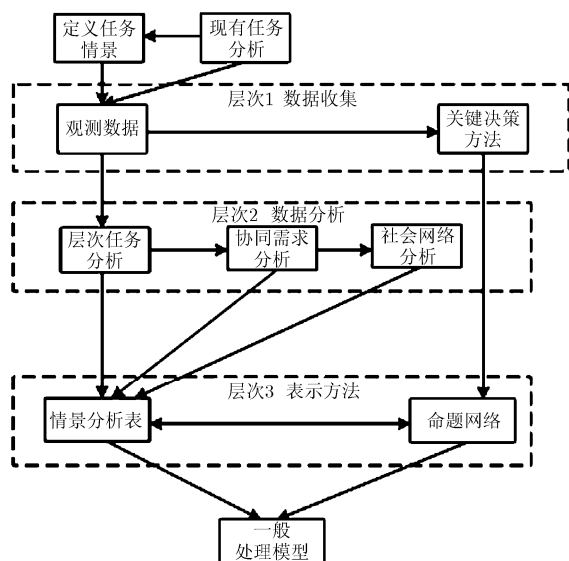 定义任务
情景
现有任务
分析
层次1 数据收集
观测数据
关键决策
方法
层次2 数据分析
层次任务
分析
协同需求
分析
社会网络
分析
层次3 表示方法
情景分析表
命题网络
一般
处理模型